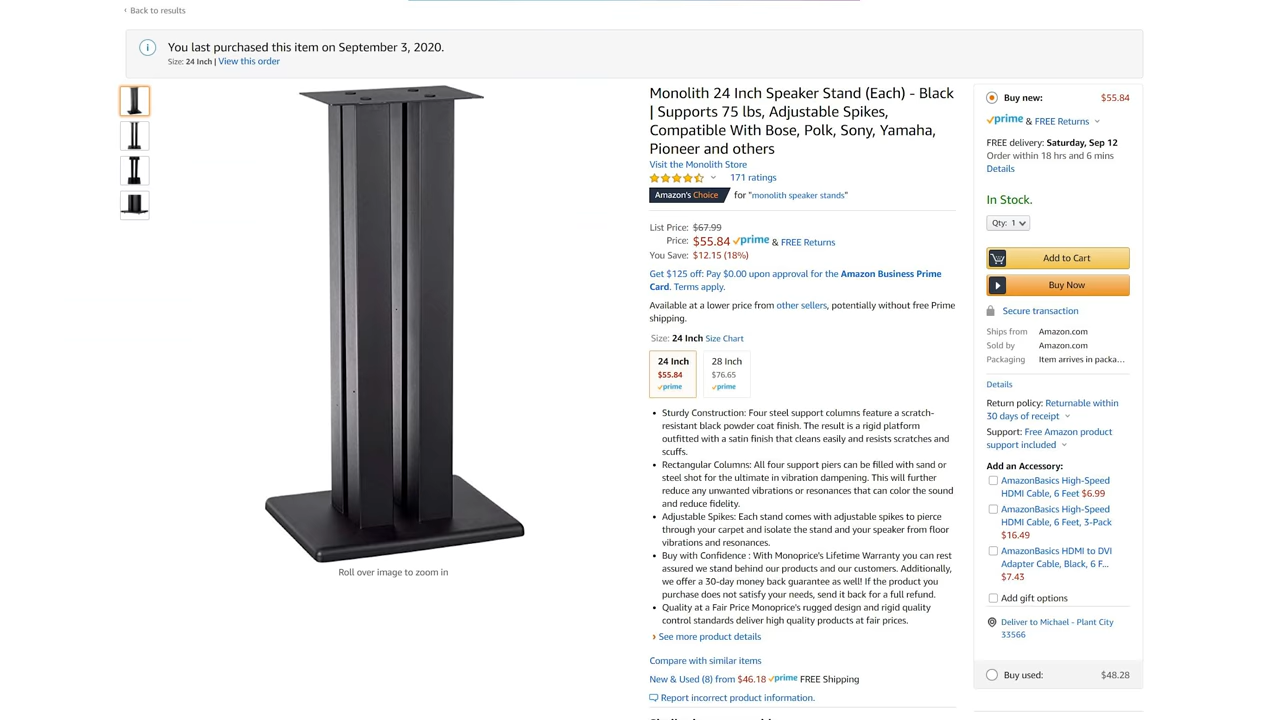 ‹ Back to results
You last purchased this item on September 3, 2020.
Size: 24 Inch | View this order
Roll over image to zoom in
Monolith 24 Inch Speaker Stand (Each) - Black
| Supports 75 lbs, Adjustable Spikes,
Compatible With Bose, Polk, Sony, Yamaha,
Pioneer and others
Visit the Monolith Store
171 ratings
Amazon's Choice for "monolith speaker stands"
List Price: $67.99
Price: $55.84 prime & FREE Returns
You Save: $12.15 (18%)
Get $125 off: Pay $0.00 upon approval for the Amazon Business Prime
Card. Terms apply.
Available at a lower price from other sellers, potentially without free Prime
shipping.
Size: 24 Inch Size Chart
24 Inch 28 Inch
$55.84 $76.65
prime prime
• Sturdy Construction: Four steel support columns feature a scratch-
resistant black powder coat finish. The result is a rigid platform
outfitted with a satin finish that cleans easily and resists scratches and
scuffs.
• Rectangular Columns: All four support piers can be filled with sand or
steel shot for the ultimate in vibration dampening. This will further
reduce any unwanted vibrations or resonances that can color the sound
and reduce fidelity.
• Adjustable Spikes: Each stand comes with adjustable spikes to pierce
through your carpet and isolate the stand and your speaker from floor
vibrations and resonances.
• Buy with Confidence : With Monoprice's Lifetime Warranty you can rest
assured we stand behind our products and our customers. Additionally,
we offer a 30-day money back guarantee as well! If the product you
purchase does not satisfy your needs, send it back for a full refund.
• Quality at a Fair Price Monoprice's rugged design and rigid quality
control standards deliver high quality products at fair prices.
› See more product details
Compare with similar items
New & Used (8) from $46.18 prime FREE Shipping
Report incorrect product information.
Buy new: $55.84
prime & FREE Returns
FREE delivery: Saturday, Sep 12
Order within 18 hrs and 6 mins
Details
In Stock.
Qty: 1
Add to Cart
Buy Now
Secure transaction
Ships from Amazon.com
Sold by Amazon.com
Packaging Item arrives in packa…
Details
Return policy: Returnable within
30 days of receipt
Support: Free Amazon product
support included
Add an Accessory:
AmazonBasics High-Speed
HDMI Cable, 6 Feet $6.99
AmazonBasics High-Speed
HDMI Cable, 6 Feet, 3-Pack
$16.49
AmazonBasics HDMI to DVI
Adapter Cable, Black, 6 F…
$7.43
Add gift options
Deliver to Michael - Plant City
33566
Buy used: $48.28